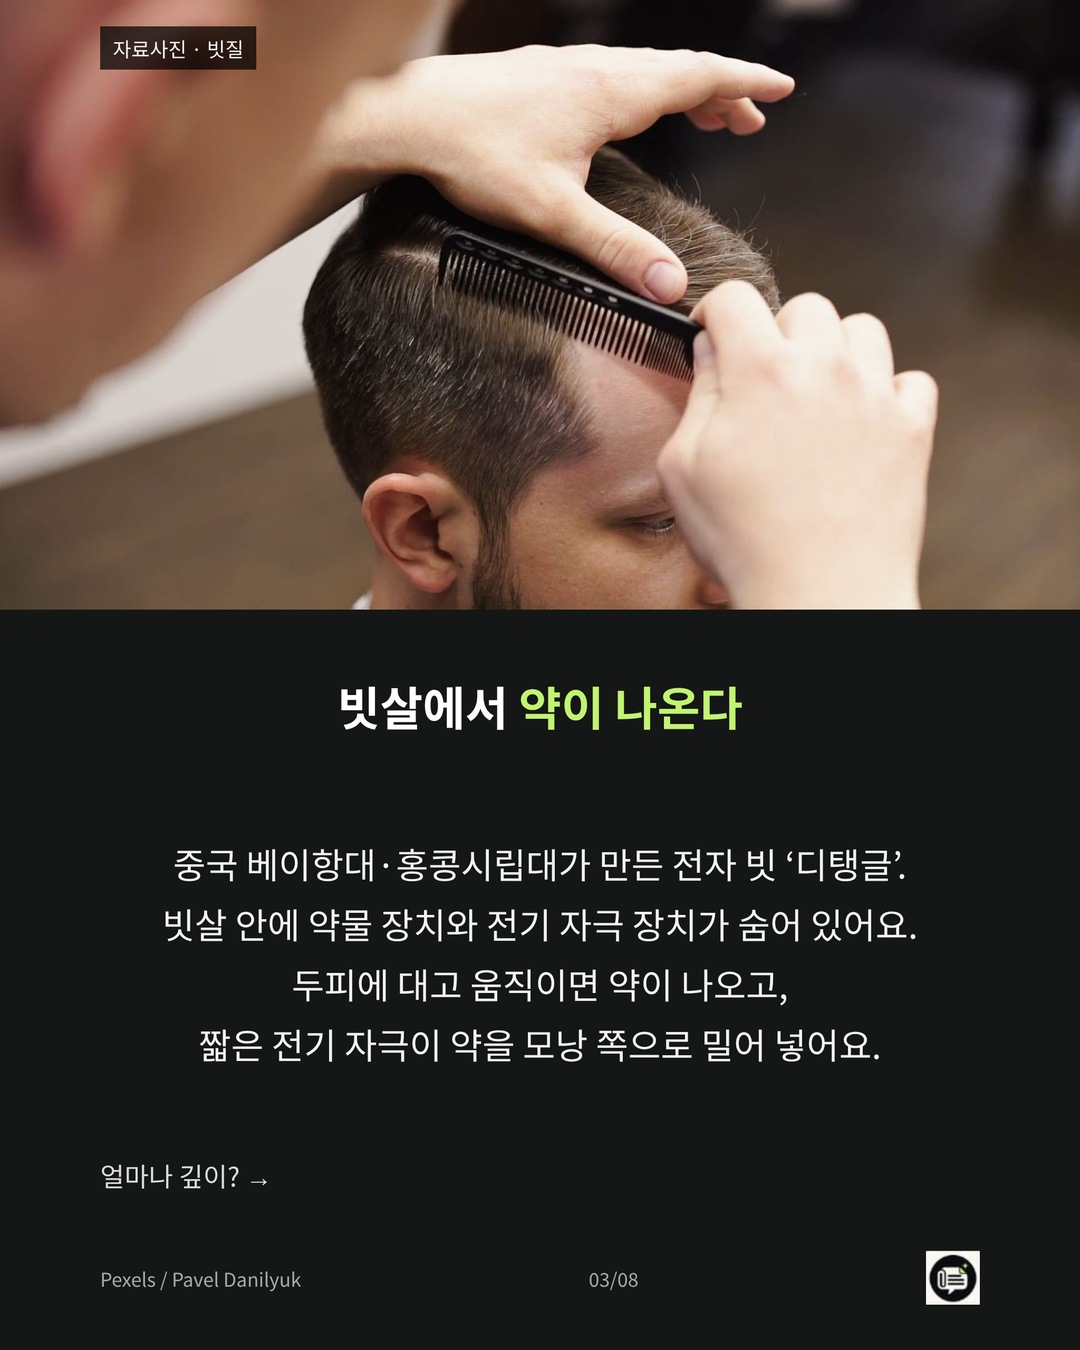 자료사진 · 빗질
빗살에서 약이 나온다
중국 베이항대·홍콩시립대가 만든 전자 빗 ‘디탱글’.
빗살 안에 약물 장치와 전기 자극 장치가 숨어 있어요.
두피에 대고 움직이면 약이 나오고,
짧은 전기 자극이 약을 모낭 쪽으로 밀어 넣어요.
얼마나 깊이? →
Pexels / Pavel Danilyuk
03/08